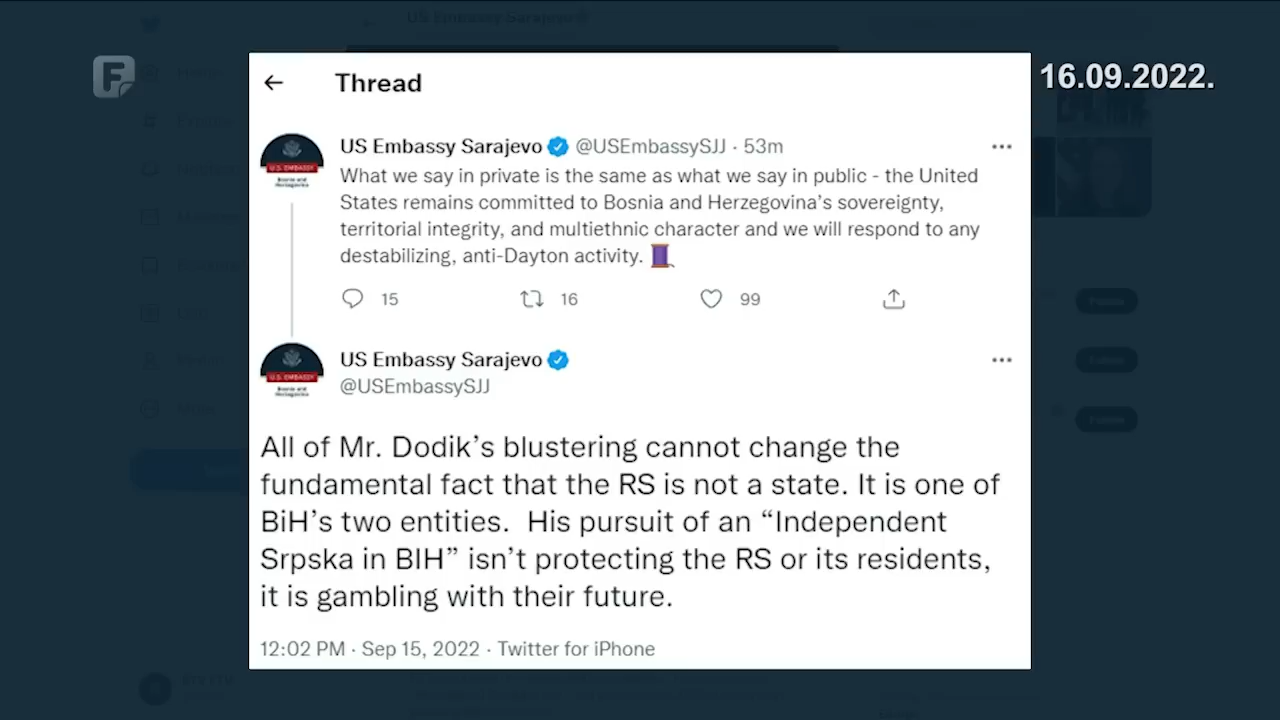 16.09.2022.
Thread
US Embassy Sarajevo @USEmbassySJJ · 53m
What we say in private is the same as what we say in public - the United
States remains committed to Bosnia and Herzegovina's sovereignty,
territorial integrity, and multiethnic character and we will respond to any
destabilizing, anti-Dayton activity.
15 16 99
US Embassy Sarajevo
@USEmbassySJJ
All of Mr. Dodik's blustering cannot change the
fundamental fact that the RS is not a state. It is one of
BiH's two entities. His pursuit of an “Independent
Srpska in BIH” isn't protecting the RS or its residents,
it is gambling with their future.
12:02 PM · Sep 15, 2022 · Twitter for iPhone